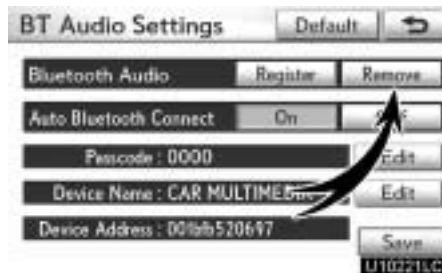 BT Audio Settings Default
Bluetooth Audio Register Remove
Auto Bluetooth Connect On
Passcode : 0000 Edit
Device Name : CAR Edit
Device Address :
Save